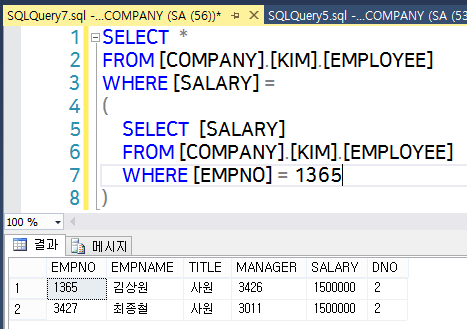 SQLQuery7.sql -...COMPANY (SA (56))* SQLQuery5.sql -...COMPANY (SA (53
1 SELECT *
2 FROM [COMPANY].[KIM].[EMPLOYEE]
3 WHERE [SALARY] =
4 (
5 SELECT [SALARY]
6 FROM [COMPANY].[KIM].[EMPLOYEE]
7 WHERE [EMPNO] = 1365
8 )
100 %
결과 메시지
EMPNO EMPNAME TITLE MANAGER SALARY DNO
1 1365 김상원 사원 3426 1500000 2
2 3427 최종철 사원 3011 1500000 2